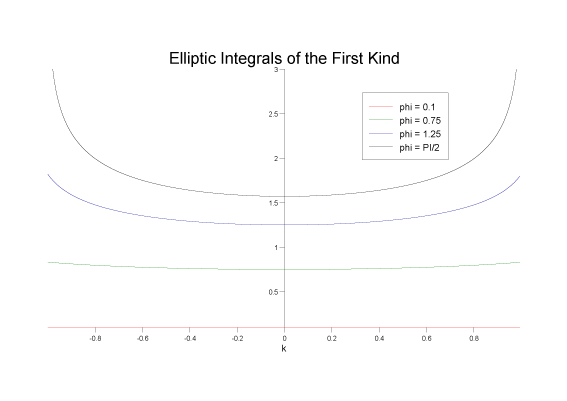 Elliptic Integrals of the First Kind
3
2.5
2
1.5
1
0.5
phi = 0.1
phi = 0.75
phi = 1.25
phi = PI/2
-0.8 -0.6 -0.4 -0.2 0 0.2 0.4 0.6 0.8
k